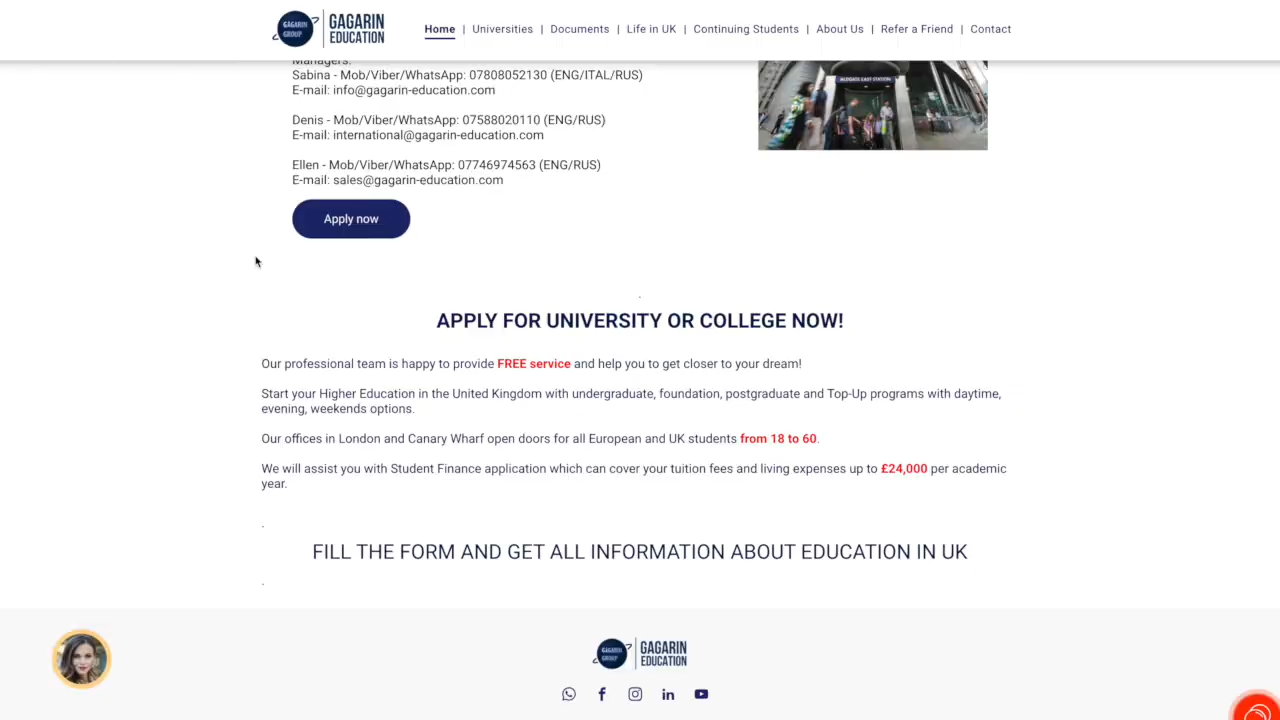 GAGARIN
GROUP
GAGARIN
EDUCATION
Home | Universities | Documents | Life in UK | Continuing Students | About Us | Refer a Friend | Contact
Managers:
Sabina - Mob/Viber/WhatsApp: 07808052130 (ENG/ITAL/RUS)
E-mail: info@gagarin-education.com
Denis - Mob/Viber/WhatsApp: 07588020110 (ENG/RUS)
E-mail: international@gagarin-education.com
Ellen - Mob/Viber/WhatsApp: 07746974563 (ENG/RUS)
E-mail: sales@gagarin-education.com
ALDGATE EAST STATION
Apply now
.
APPLY FOR UNIVERSITY OR COLLEGE NOW!
Our professional team is happy to provide FREE service and help you to get closer to your dream!
Start your Higher Education in the United Kingdom with undergraduate, foundation, postgraduate and Top-Up programs with daytime,
evening, weekends options.
Our offices in London and Canary Wharf open doors for all European and UK students from 18 to 60.
We will assist you with Student Finance application which can cover your tuition fees and living expenses up to £24,000 per academic
year.
.
FILL THE FORM AND GET ALL INFORMATION ABOUT EDUCATION IN UK
.
GAGARIN
GROUP
GAGARIN
EDUCATION